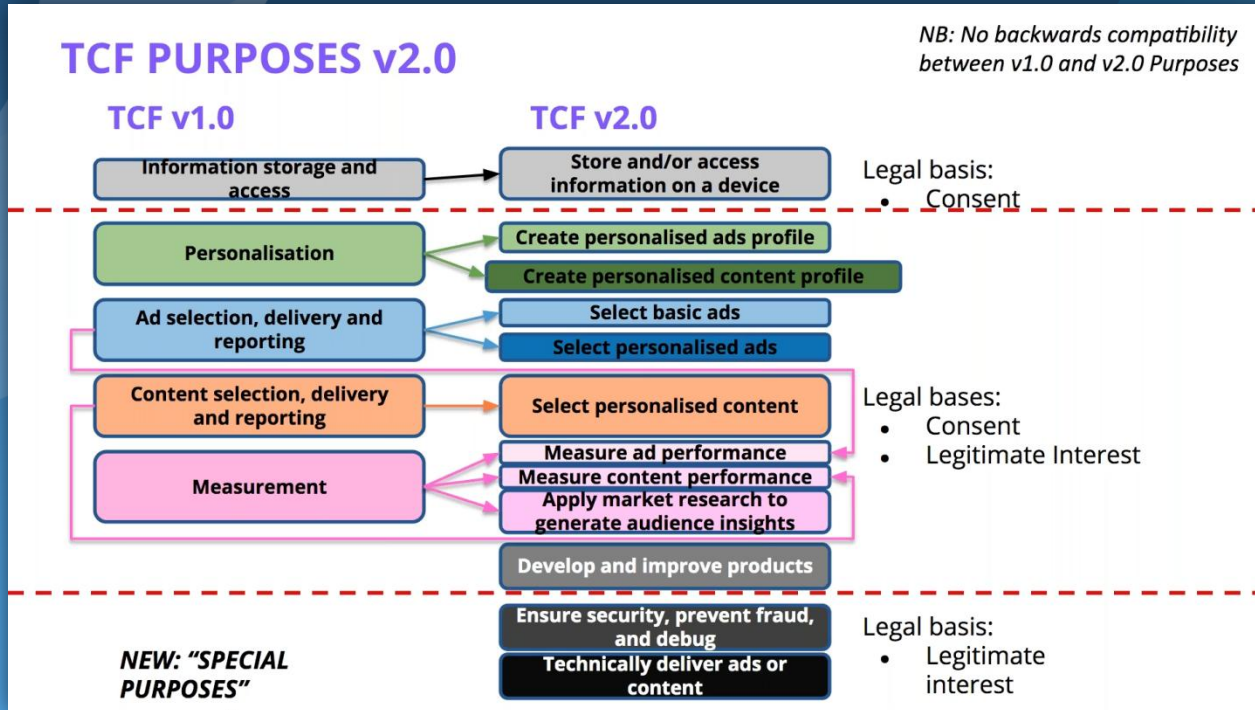 TCF PURPOSES v2.0
NB: No backwards compatibility
between v1.0 and v2.0 Purposes
TCF v1.0
TCF v2.0
Information storage and
access
Store and/or access
information on a device
Legal basis:
• Consent
Personalisation
Create personalised ads profile
Create personalised content profile
Ad selection, delivery and
reporting
Select basic ads
Select personalised ads
Content selection, delivery
and reporting
Select personalised content
Legal bases:
• Consent
• Legitimate Interest
Measurement
Measure ad performance
Measure content performance
Apply market research to
generate audience insights
Develop and improve products
NEW: “SPECIAL
PURPOSES”
Ensure security, prevent fraud,
and debug
Technically deliver ads or
content
Legal basis:
• Legitimate
interest